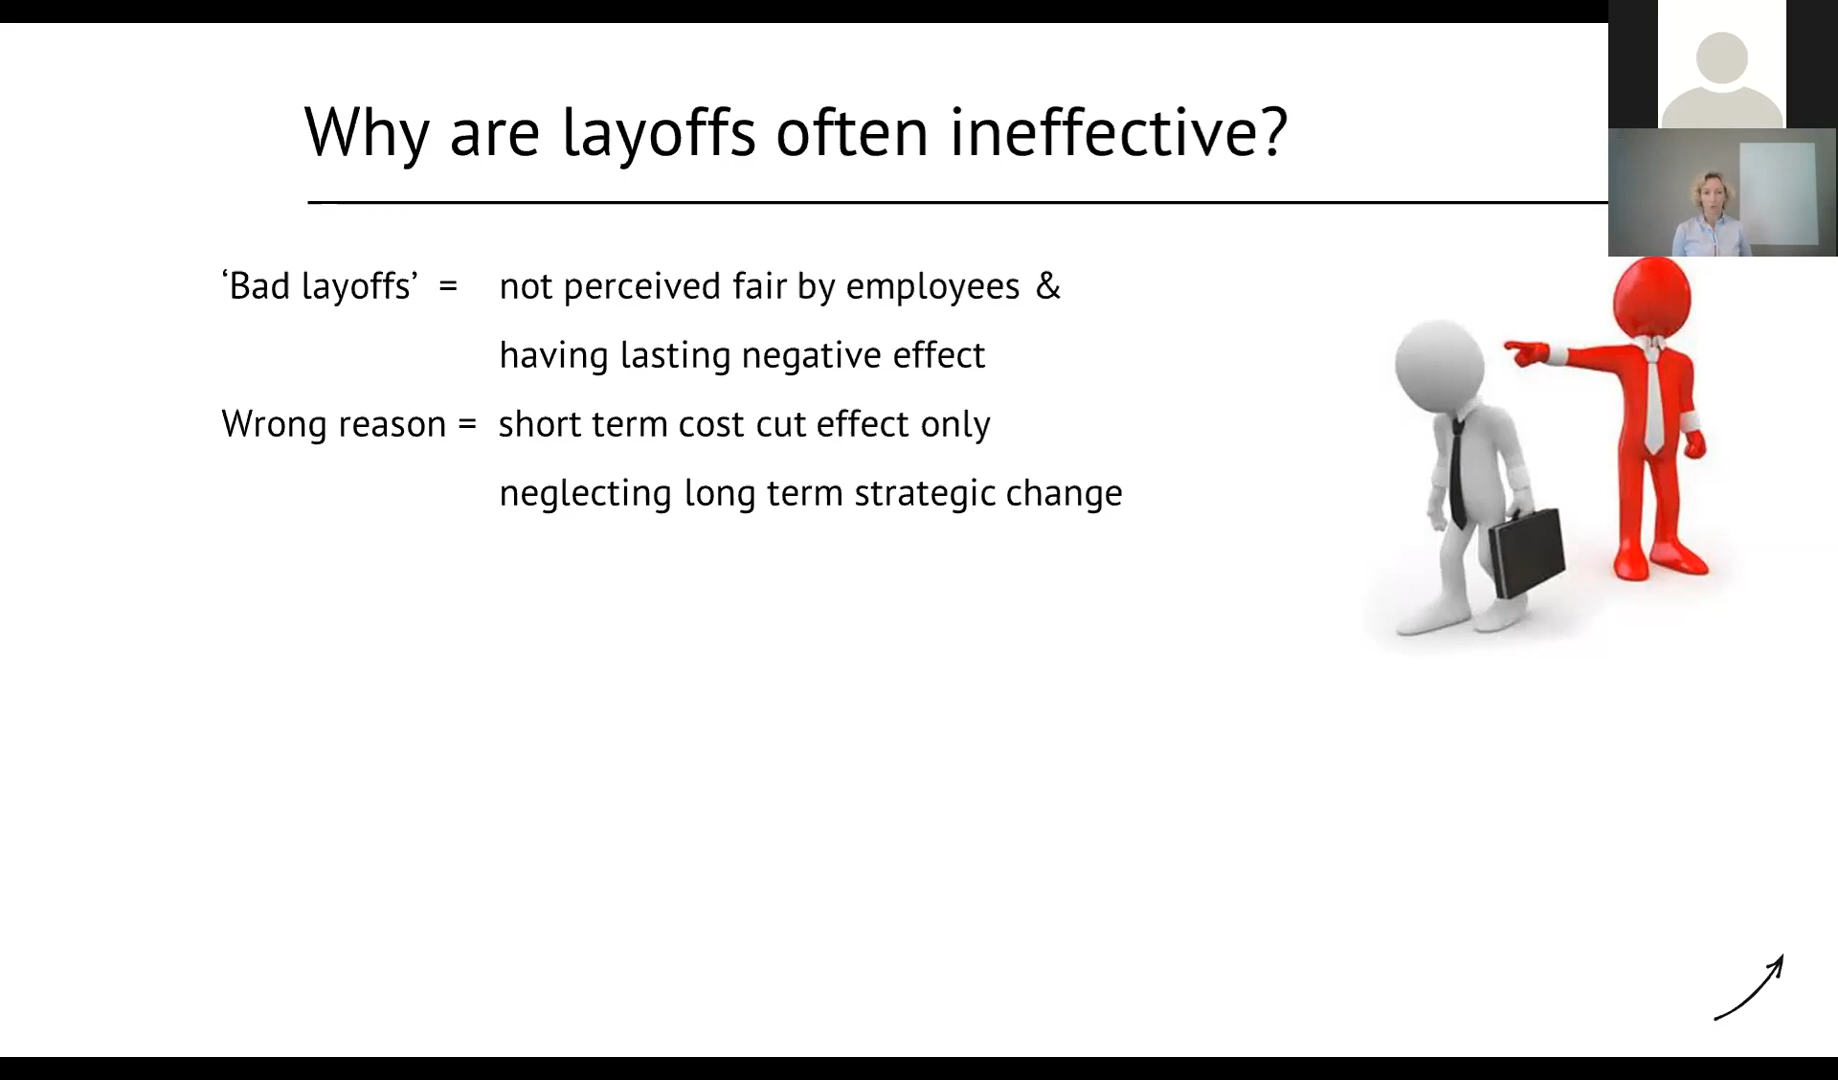 Why are layoffs often ineffective?
‘Bad layoffs’ = not perceived fair by employees &
having lasting negative effect
Wrong reason = short term cost cut effect only
neglecting long term strategic change